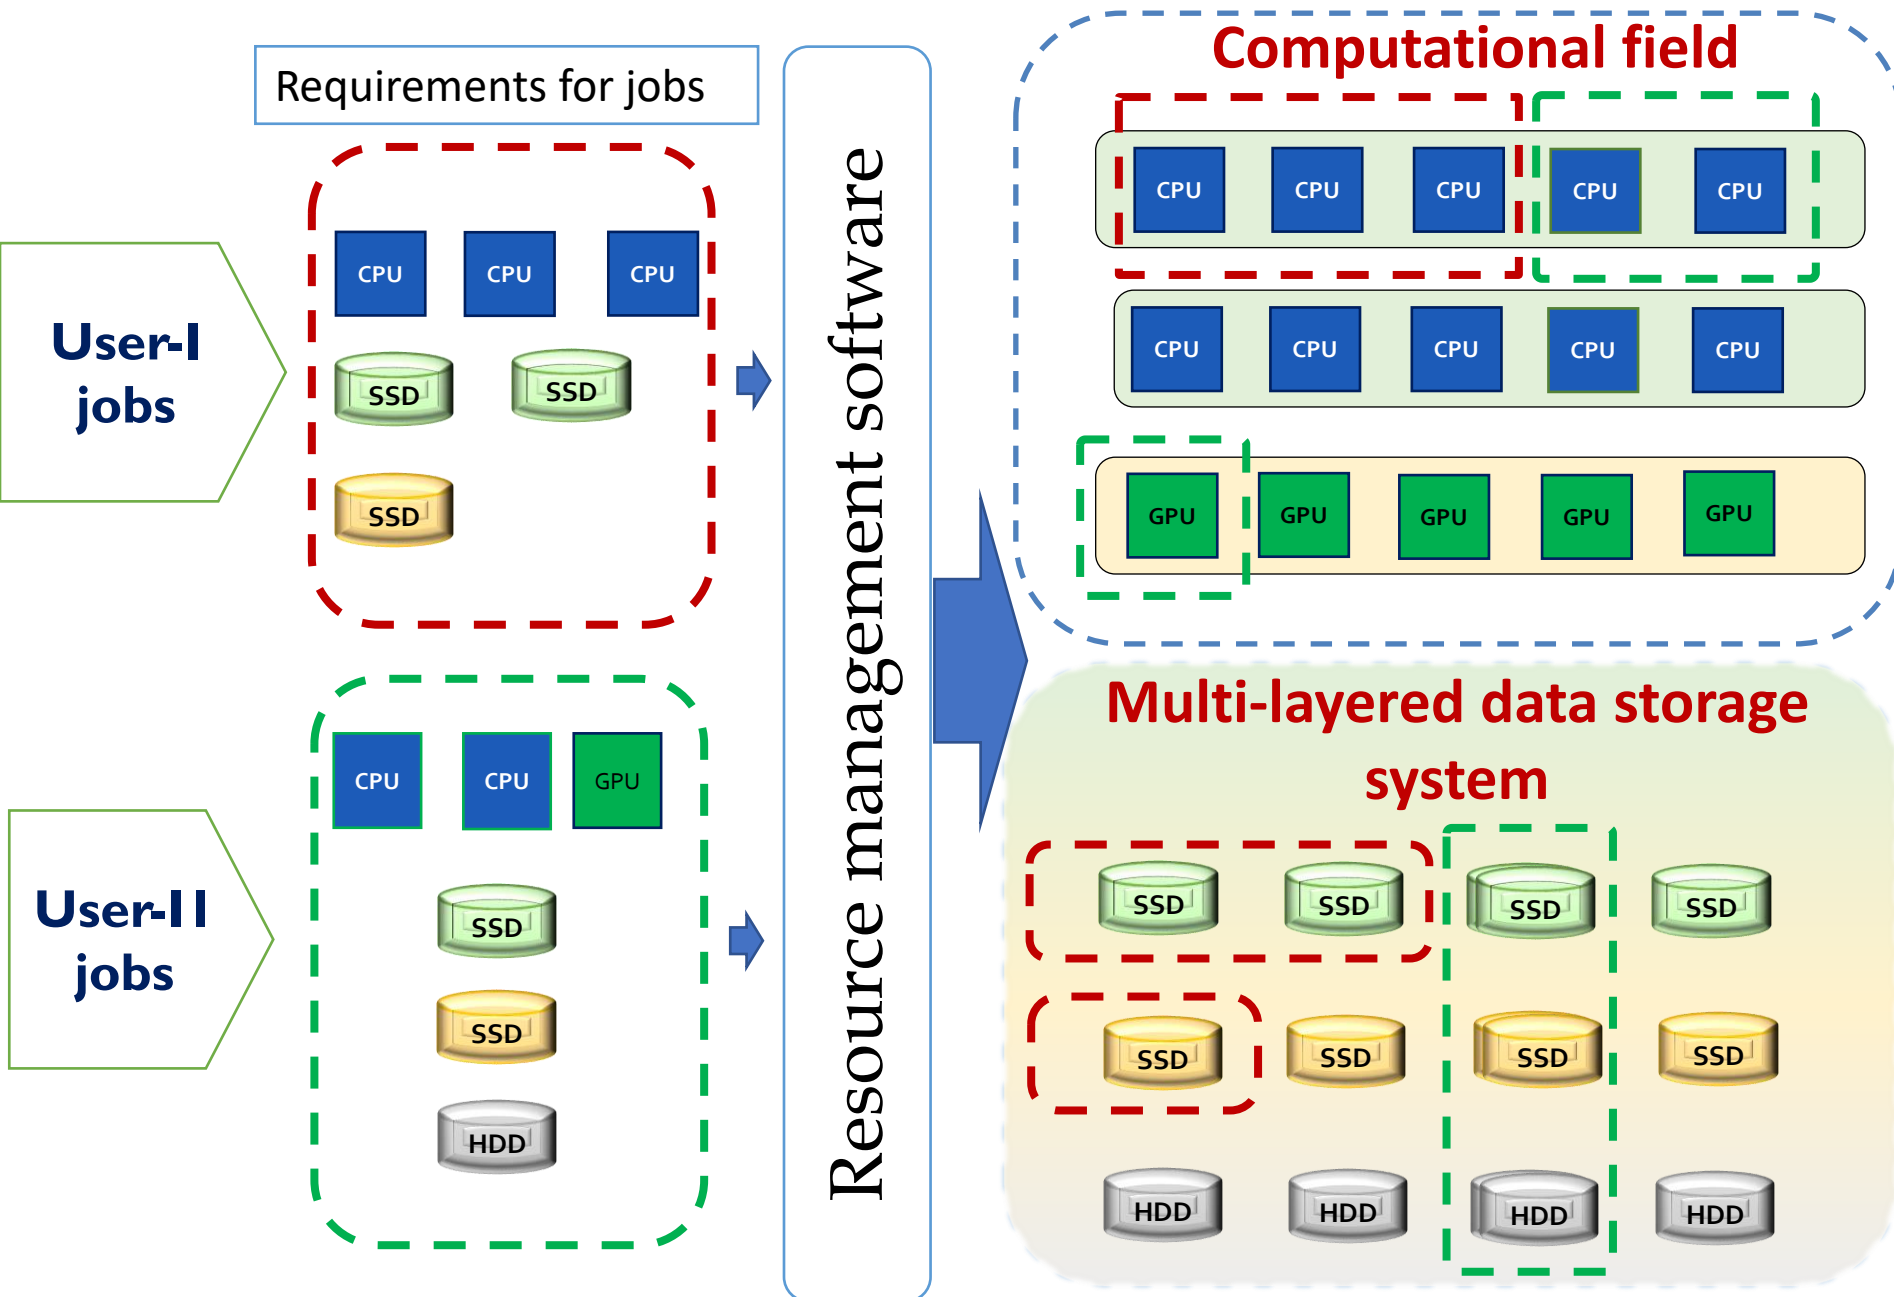 Requirements for jobs
User-I
jobs
CPU CPU CPU
SSD SSD
SSD
User-II
jobs
CPU CPU GPU
SSD
SSD
HDD
Resource management software
Computational field
CPU CPU CPU CPU CPU
CPU CPU CPU CPU CPU
GPU GPU GPU GPU GPU
Multi-layered data storage
system
SSD SSD SSD SSD
SSD SSD SSD SSD
HDD HDD HDD HDD